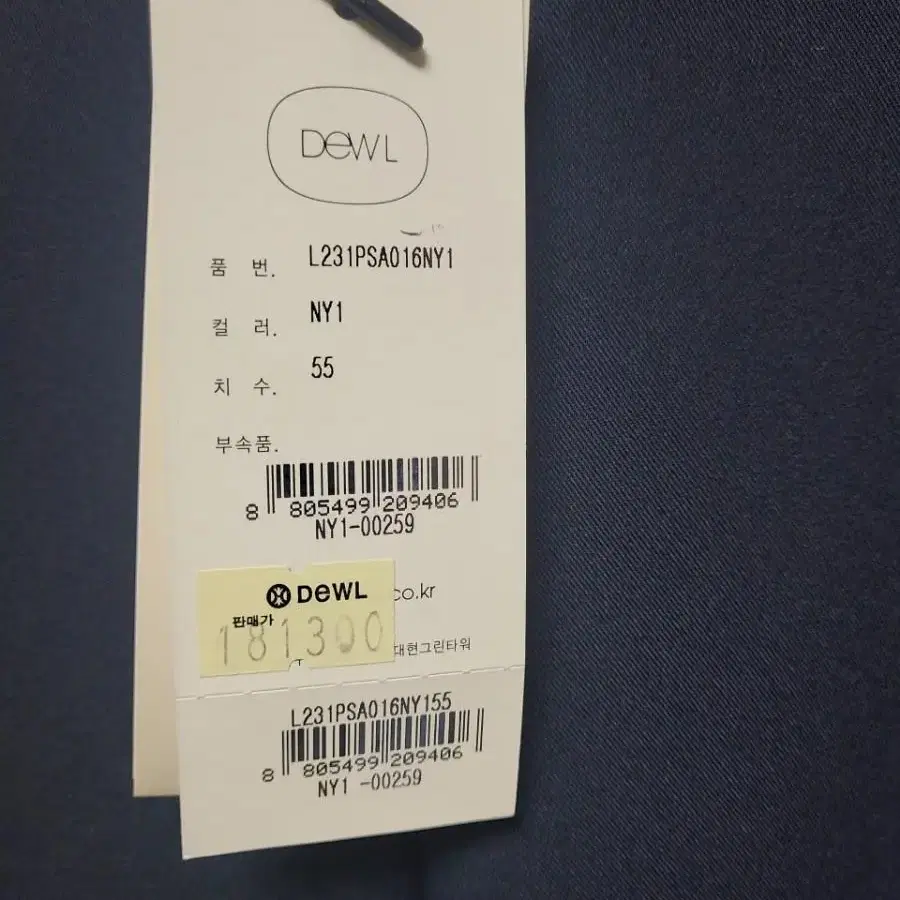 DeWL
품 번. L231PSA016NY1
컬 러. NY1
치 수. 55
부속품.
8 805499 209406
NY1-00259
DeWL
co.kr
판매가
181300
대현그린타워
L231PSA016NY155
8 805499 209406
NY1 -00259